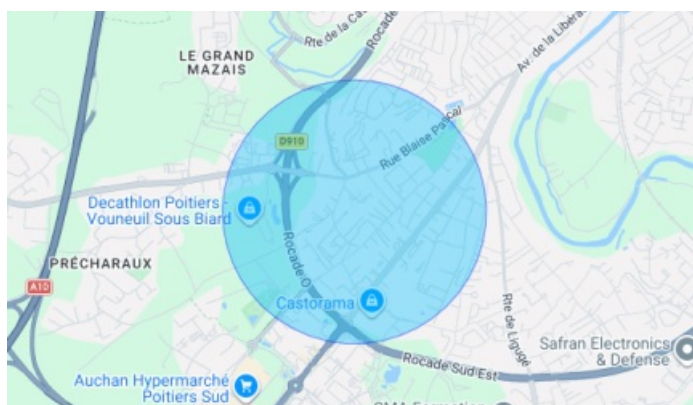 Rte de la Ca
Rocade
Av. de la Libéra
LE GRAND
MAZAIS
D910
Rue Blaise Pascal
Decathlon Poitiers -
Vouneuil Sous Biard
PRÉCHARAUX
Rocade O
A10
Castorama
Rte de Ligugé
Safran Electronics
& Defense
Rocade Sud Est
Auchan Hypermarché
Poitiers Sud